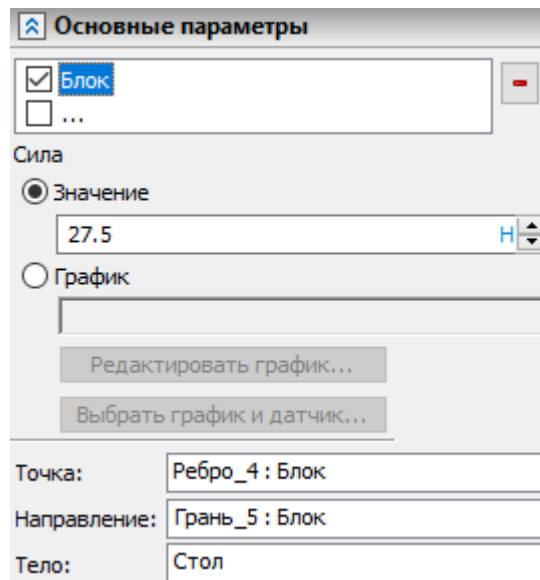 Основные параметры
Блок
...
Сила
Значение
27.5 Н
График
Редактировать график...
Выбрать график и датчик...
Точка: Ребро_4 : Блок
Направление: Грань_5 : Блок
Тело: Стол